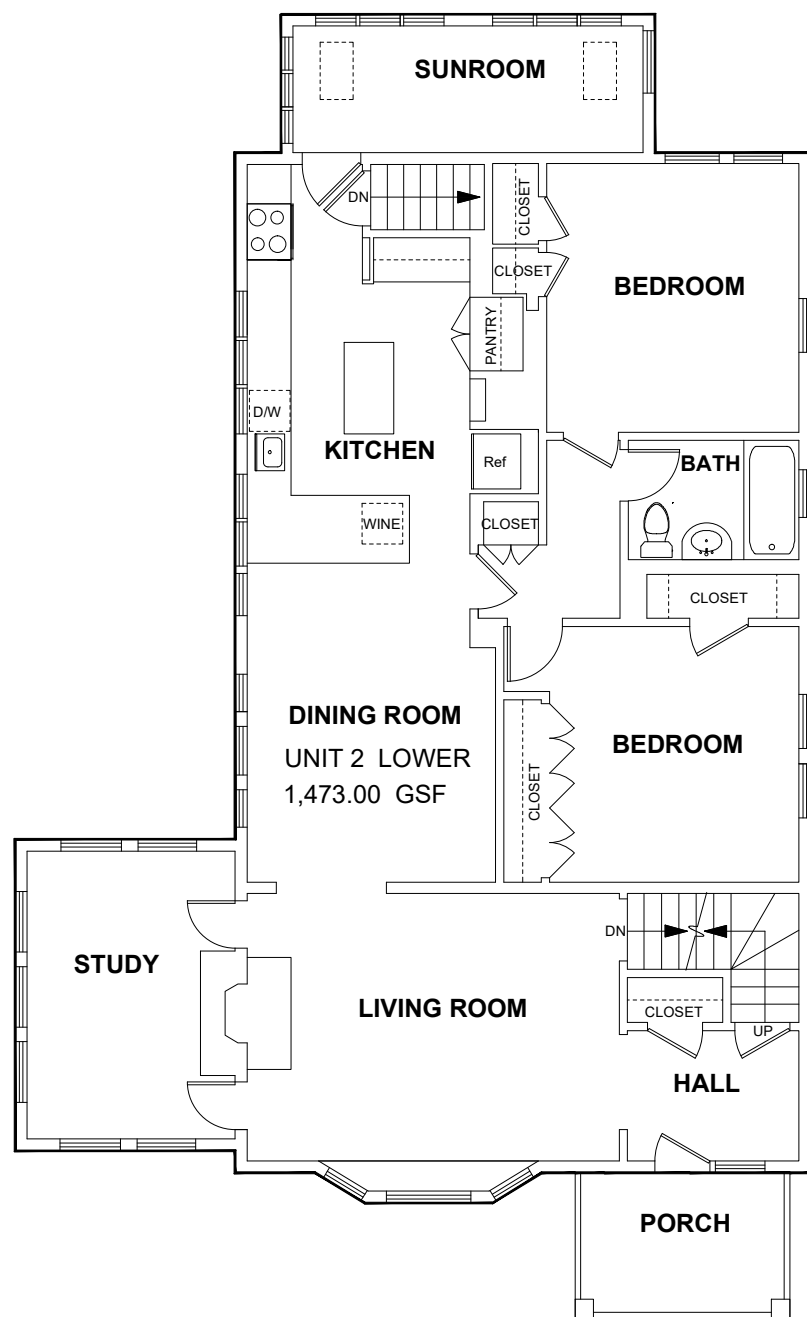 SUNROOM
DN
CLOSET
CLOSET
BEDROOM
PANTRY
D/W
KITCHEN
Ref
BATH
WINE
CLOSET
CLOSET
DINING ROOM
UNIT 2 LOWER
1,473.00 GSF
BEDROOM
CLOSET
STUDY
DN
LIVING ROOM
CLOSET
UP
HALL
PORCH